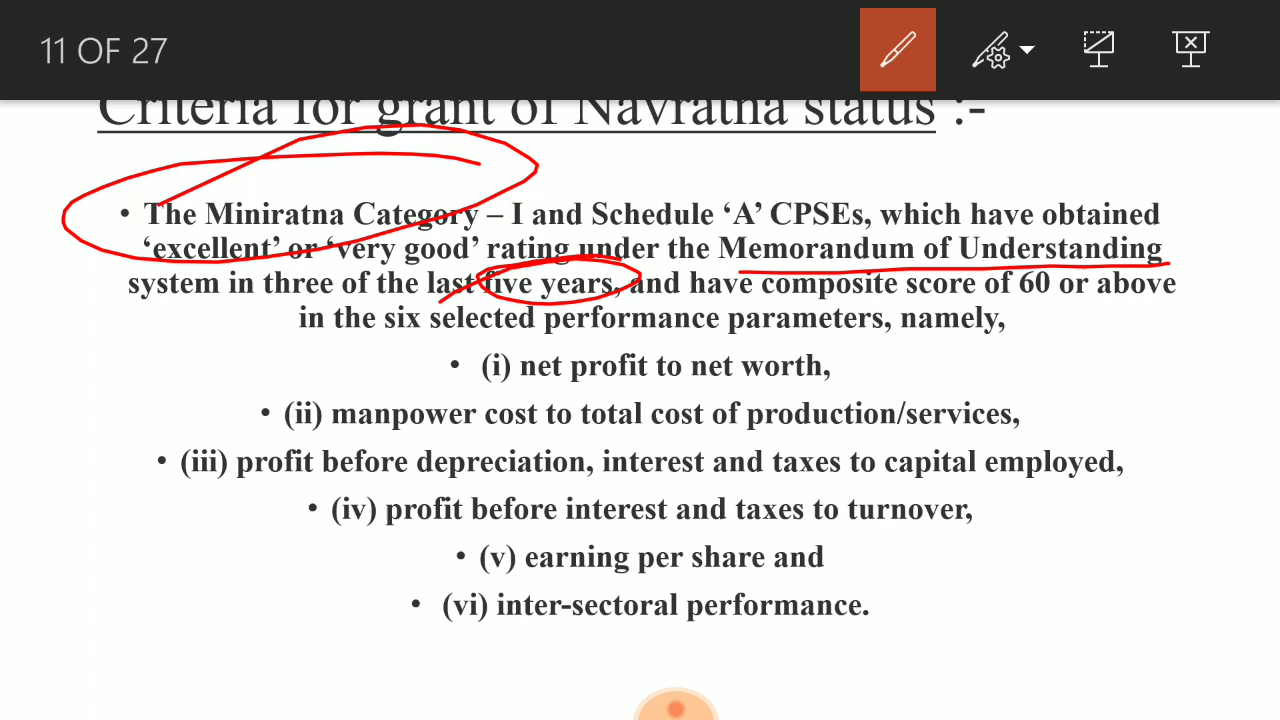 11 OF 27
Criteria for grant of Navratna status :-
• The Miniratna Category – I and Schedule ‘A’ CPSEs, which have obtained
‘excellent’ or ‘very good’ rating under the Memorandum of Understanding
system in three of the last five years, and have composite score of 60 or above
in the six selected performance parameters, namely,
• (i) net profit to net worth,
• (ii) manpower cost to total cost of production/services,
• (iii) profit before depreciation, interest and taxes to capital employed,
• (iv) profit before interest and taxes to turnover,
• (v) earning per share and
• (vi) inter-sectoral performance.